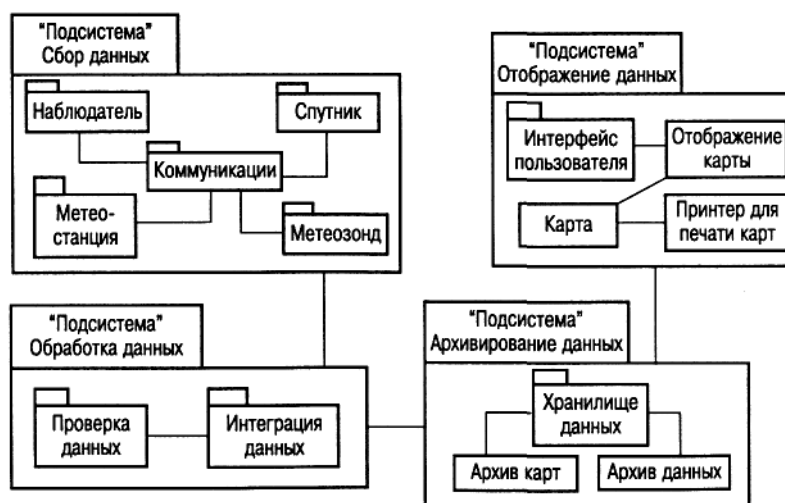 "Подсистема"
Сбор данных
Наблюдатель
Спутник
Коммуникации
Метео-
станция
Метеозонд
"Подсистема"
Отображение данных
Интерфейс
пользователя
Отображение
карты
Карта
Принтер для
печати карт
"Подсистема"
Обработка данных
Проверка
данных
Интеграция
данных
"Подсистема"
Архивирование данных
Хранилище
данных
Архив карт
Архив данных